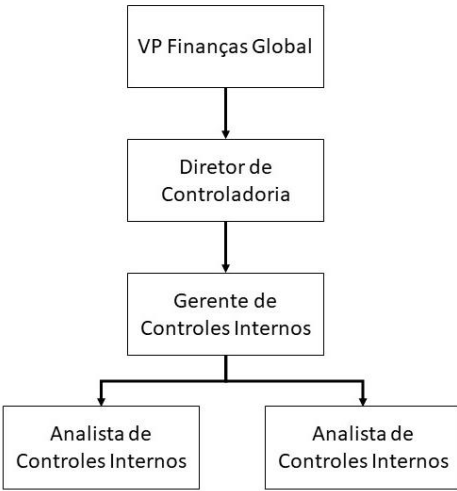 VP Finanças Global
Diretor de
Controladoria
Gerente de
Controles Internos
Analista de
Controles Internos
Analista de
Controles Internos